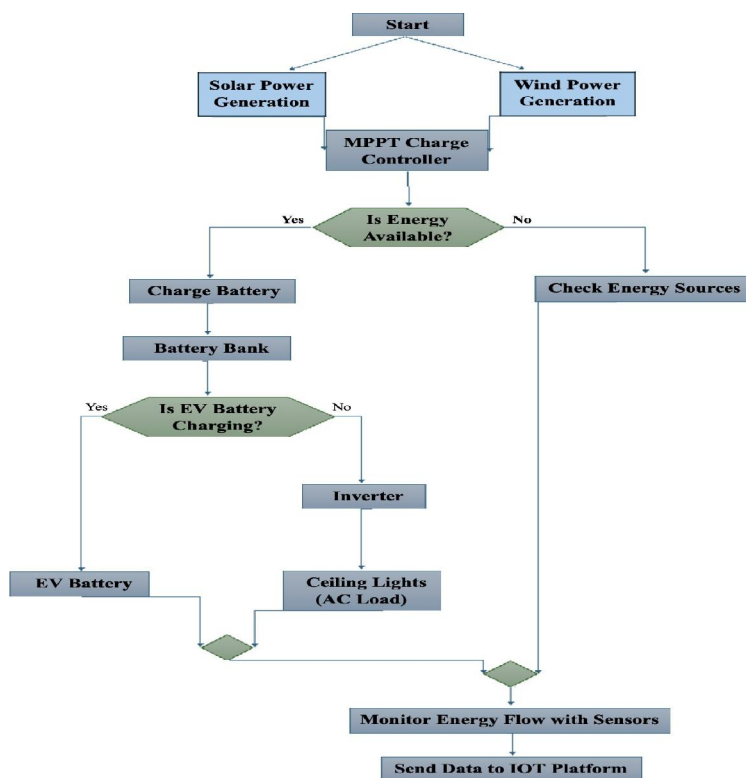 Start
Solar Power
Generation
Wind Power
Generation
MPPT Charge
Controller
Yes
Is Energy
Available?
No
Charge Battery
Check Energy Sources
Battery Bank
Yes
Is EV Battery
Charging?
No
Inverter
EV Battery
Ceiling Lights
(AC Load)
Monitor Energy Flow with Sensors
Send Data to IOT Platform